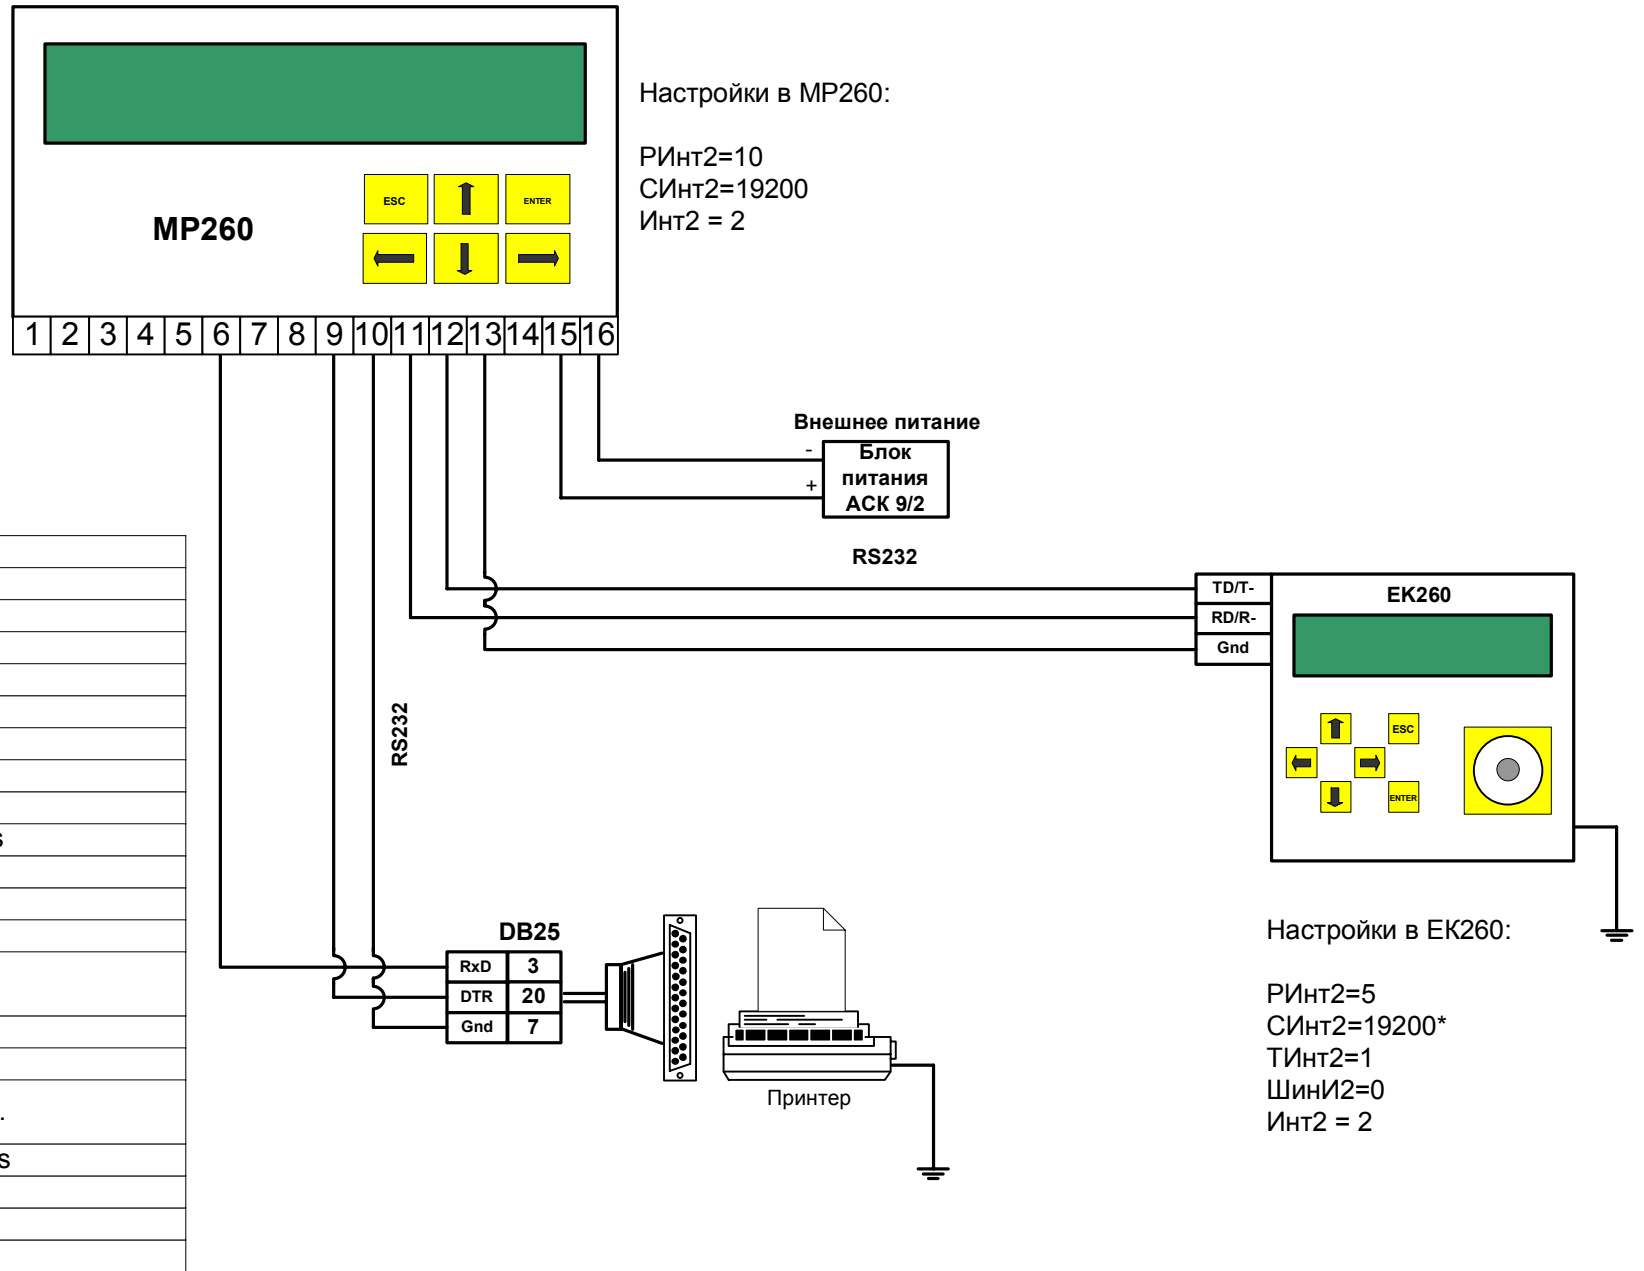 Настройки в МР260:
РИнт2=10
СИнт2=19200
Инт2 = 2
ESC
ENTER
МР260
1 2 3 4 5 6 7 8 9 10 11 12 13 14 15 16
Внешнее питание
-
+
Блок
питания
АСК 9/2
RS232
TD/T-
RD/R-
Gnd
EK260
ESC
ENTER
RS232
s
.
s
DB25
RxD 3
DTR 20
Gnd 7
Принтер
Настройки в ЕК260:
РИнт2=5
СИнт2=19200*
ТИнт2=1
ШинИ2=0
Инт2 = 2